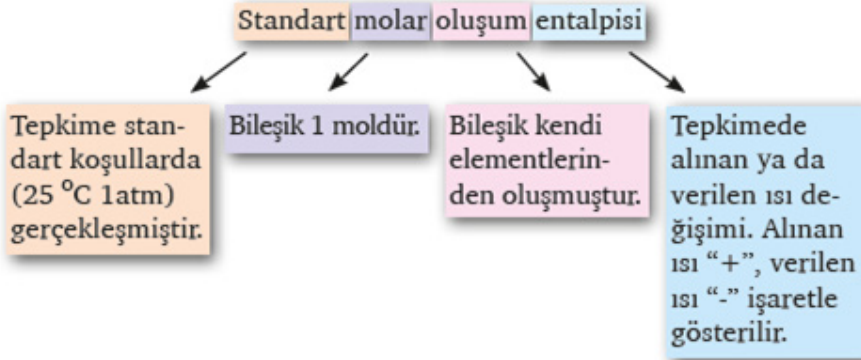 Standart molar oluşum entalpisi
Tepkime stan-
dart koşullarda
(25 °C 1atm)
gerçekleşmiştir.
Bileşik 1 moldür.
Bileşik kendi
elementlerin-
den oluşmuştur.
Tepkimede
alınan ya da
verilen ısı de-
ğişimi. Alınan
ısı “+”, verilen
ısı “-” işaretle
gösterilir.